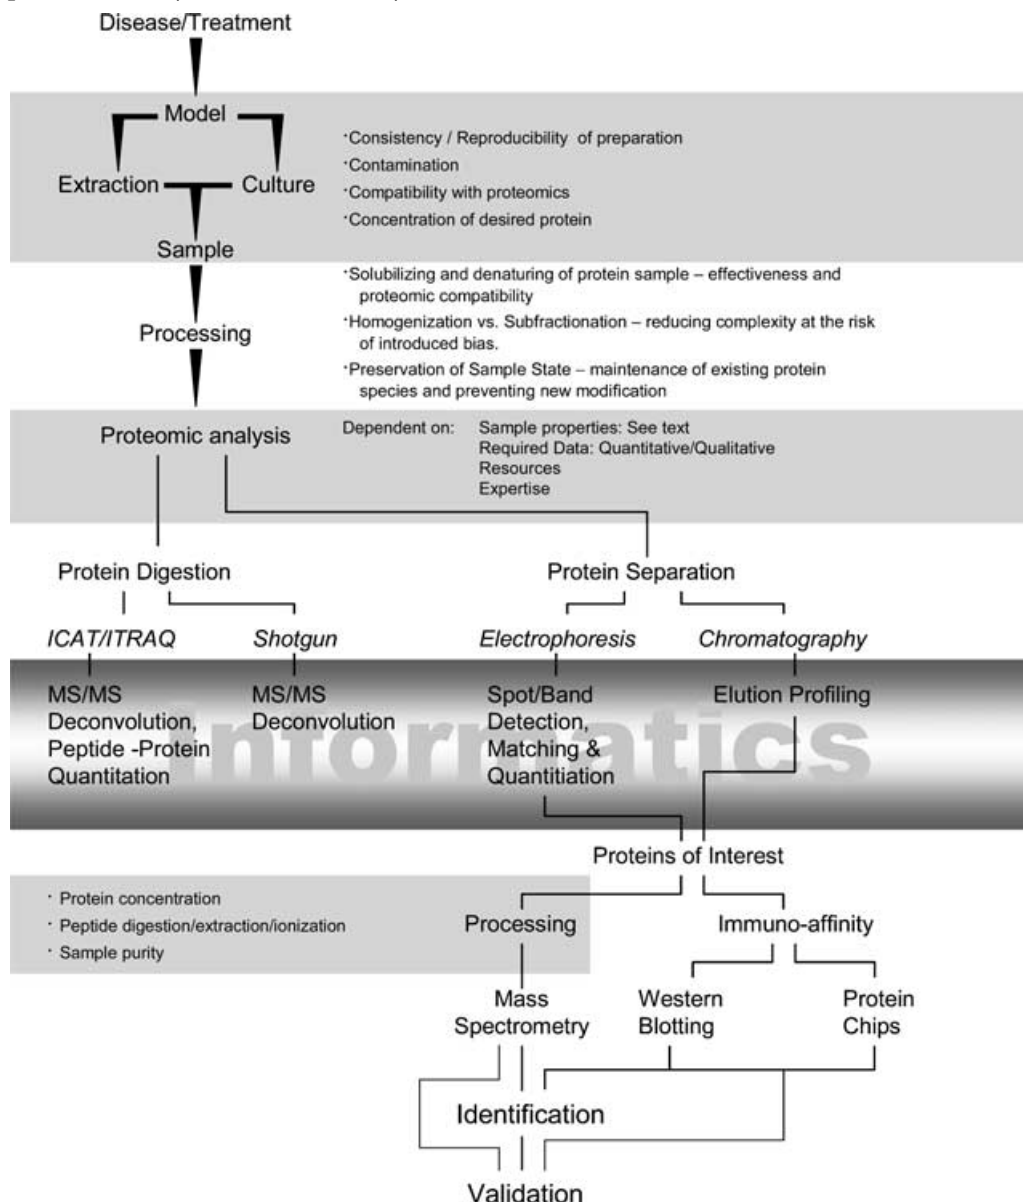 Disease/Treatment
Model
Extraction
Culture
Sample
·Consistency / Reproducibility of preparation
·Contamination
·Compatibility with proteomics
·Concentration of desired protein
Processing
·Solubilizing and denaturing of protein sample – effectiveness and
proteomic compatibility
·Homogenization vs. Subfractionation – reducing complexity at the risk
of introduced bias.
·Preservation of Sample State – maintenance of existing protein
species and preventing new modification
Proteomic analysis
Dependent on: Sample properties: See text
Required Data: Quantitative/Qualitative
Resources
Expertise
Protein Digestion
Protein Separation
ICAT/ITRAQ
Shotgun
Electrophoresis
Chromatography
Informatics
MS/MS
Deconvolution,
Peptide -Protein
Quantitation
MS/MS
Deconvolution
Spot/Band
Detection,
Matching &
Quantitiation
Elution Profiling
Proteins of Interest
· Protein concentration
· Peptide digestion/extraction/ionization
· Sample purity
Processing
Immuno-affinity
Mass
Spectrometry
Western
Blotting
Protein
Chips
Identification
Validation